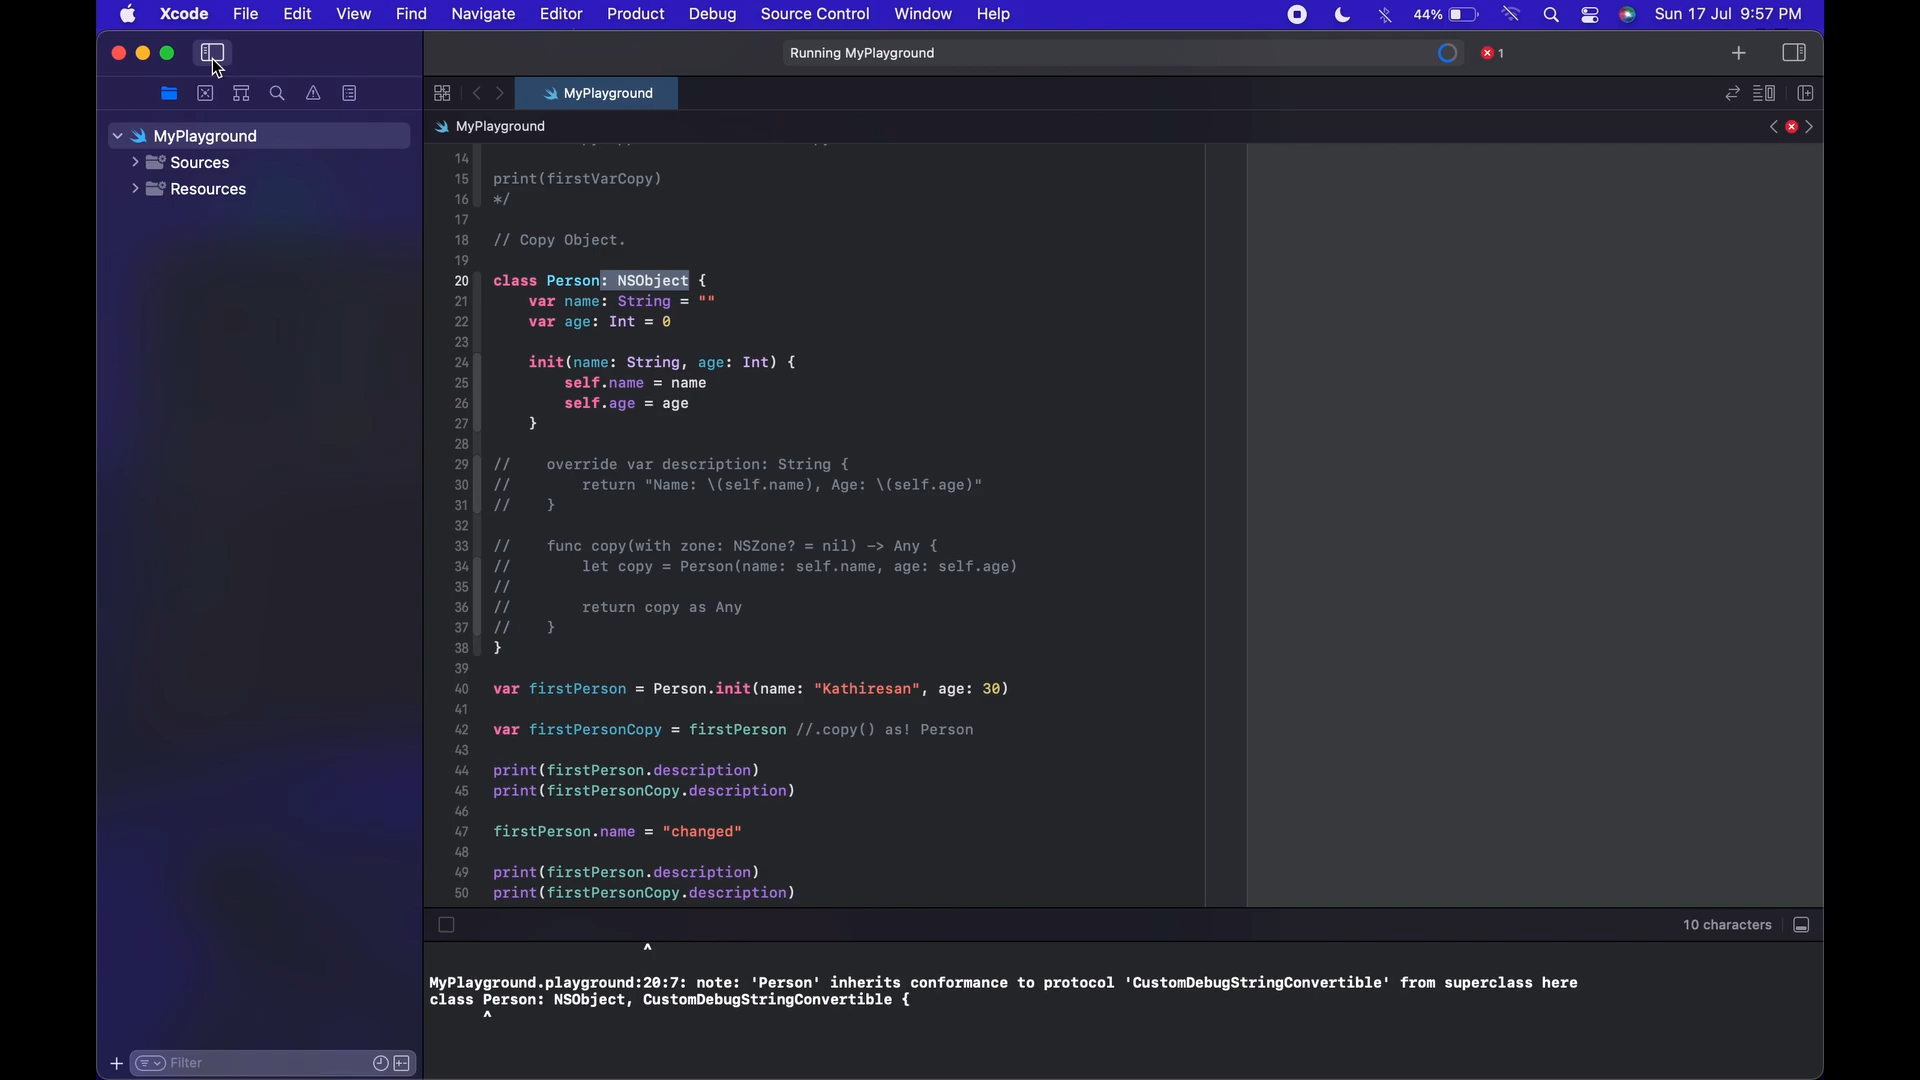 Xcode File Edit View Find Navigate Editor Product Debug Source Control Window Help 44% Sun 17 Jul 9:57 PM
Running MyPlayground 1
MyPlayground
MyPlayground
MyPlayground
Sources
Resources
14
15 print(firstVarCopy)
16 */
17
18 // Copy Object.
19
20 class Person: NSObject {
21 var name: String = ""
22 var age: Int = 0
23
24 init(name: String, age: Int) {
25 self.name = name
26 self.age = age
27 }
28
29 // override var description: String {
30 // return "Name: \(self.name), Age: \(self.age)"
31 // }
32
33 // func copy(with zone: NSZone? = nil) -> Any {
34 // let copy = Person(name: self.name, age: self.age)
35 //
36 // return copy as Any
37 // }
38 }
39
40 var firstPerson = Person.init(name: "Kathiresan", age: 30)
41
42 var firstPersonCopy = firstPerson //.copy() as! Person
43
44 print(firstPerson.description)
45 print(firstPersonCopy.description)
46
47 firstPerson.name = "changed"
48
49 print(firstPerson.description)
50 print(firstPersonCopy.description)
10 characters
^
MyPlayground.playground:20:7: note: 'Person' inherits conformance to protocol 'CustomDebugStringConvertible' from superclass here
class Person: NSObject, CustomDebugStringConvertible {
^
Filter